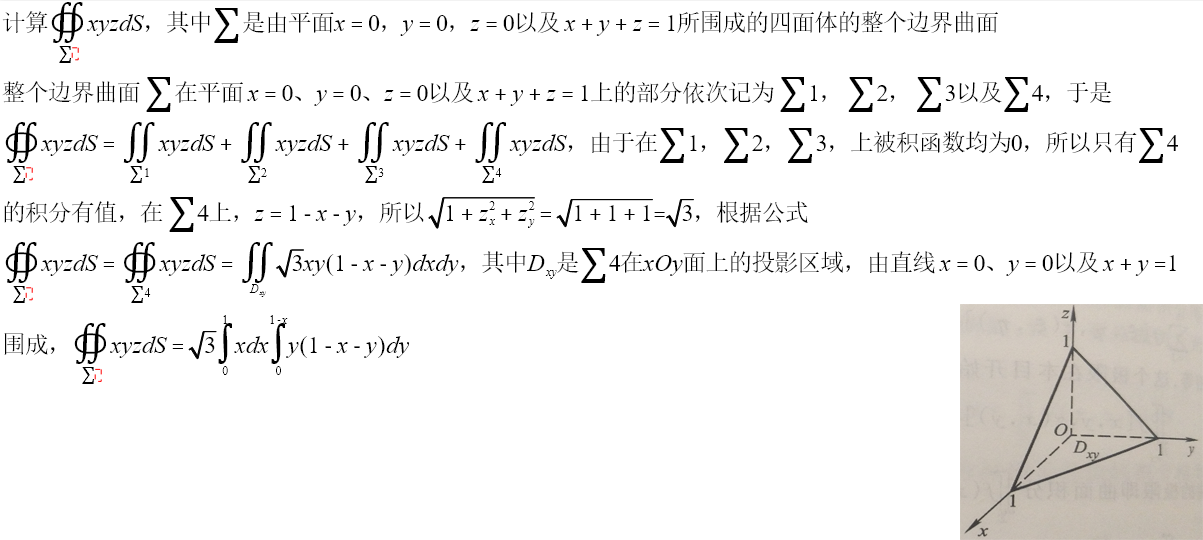 计算∯_Σ xyzdS，其中∑是由平面x = 0，y = 0，z = 0以及x + y + z = 1所围成的四面体的整个边界曲面
整个边界曲面∑在平面x = 0、y = 0、z = 0以及x + y + z = 1上的部分依次记为∑1，∑2，∑3以及∑4，于是
∯_Σ xyzdS = ∬_Σ1 xyzdS + ∬_Σ2 xyzdS + ∬_Σ3 xyzdS + ∬_Σ4 xyzdS，由于在∑1，∑2，∑3，上被积函数均为0，所以只有∑4
的积分有值，在∑4上，z = 1 - x - y，所以√(1 + z_x^2 + z_y^2) = √(1 + 1 + 1)=√3，根据公式
∯_Σ xyzdS = ∯_Σ4 xyzdS = ∬_D_xy √3xy(1 - x - y)dxdy，其中D_xy是∑4在xOy面上的投影区域，由直线x = 0、y = 0以及x + y =1
围成，∯_Σ xyzdS = √3∫_0^1 xdx∫_0^(1-x) y(1 - x - y)dy
z
1
O
D_xy
1
y
1
x